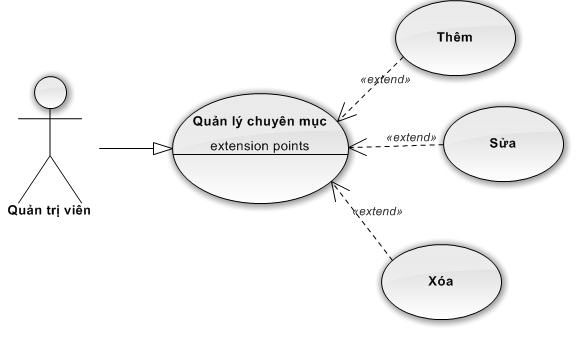 Thêm
«extend»
Quản lý chuyên mục
extension points
«extend»
Sửa
Quản trị viên
«extend»
Xóa